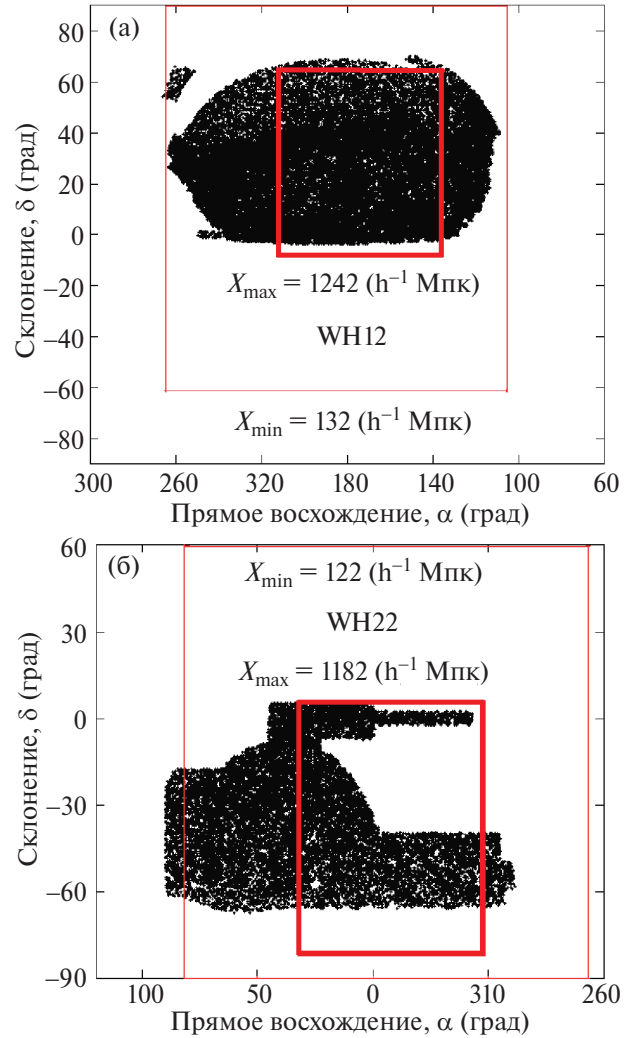 (а)
80
60
40
20
0
−20
−40
−60
−80
Склонение, δ (град)
X_max = 1242 (h⁻¹ Мпк)
WH12
X_min = 132 (h⁻¹ Мпк)
300 260 320 180 140 100 60
Прямое восхождение, α (град)
(б)
60
30
0
−30
−60
−90
Склонение, δ (град)
X_min = 122 (h⁻¹ Мпк)
WH22
X_max = 1182 (h⁻¹ Мпк)
100 50 0 310 260
Прямое восхождение, α (град)